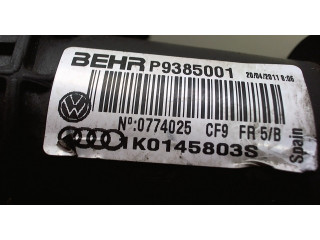 BEHR P9385001 20/04/2011 8:06
Nº:0774025 CF9 FR 5/B
1K0145803S
Spain